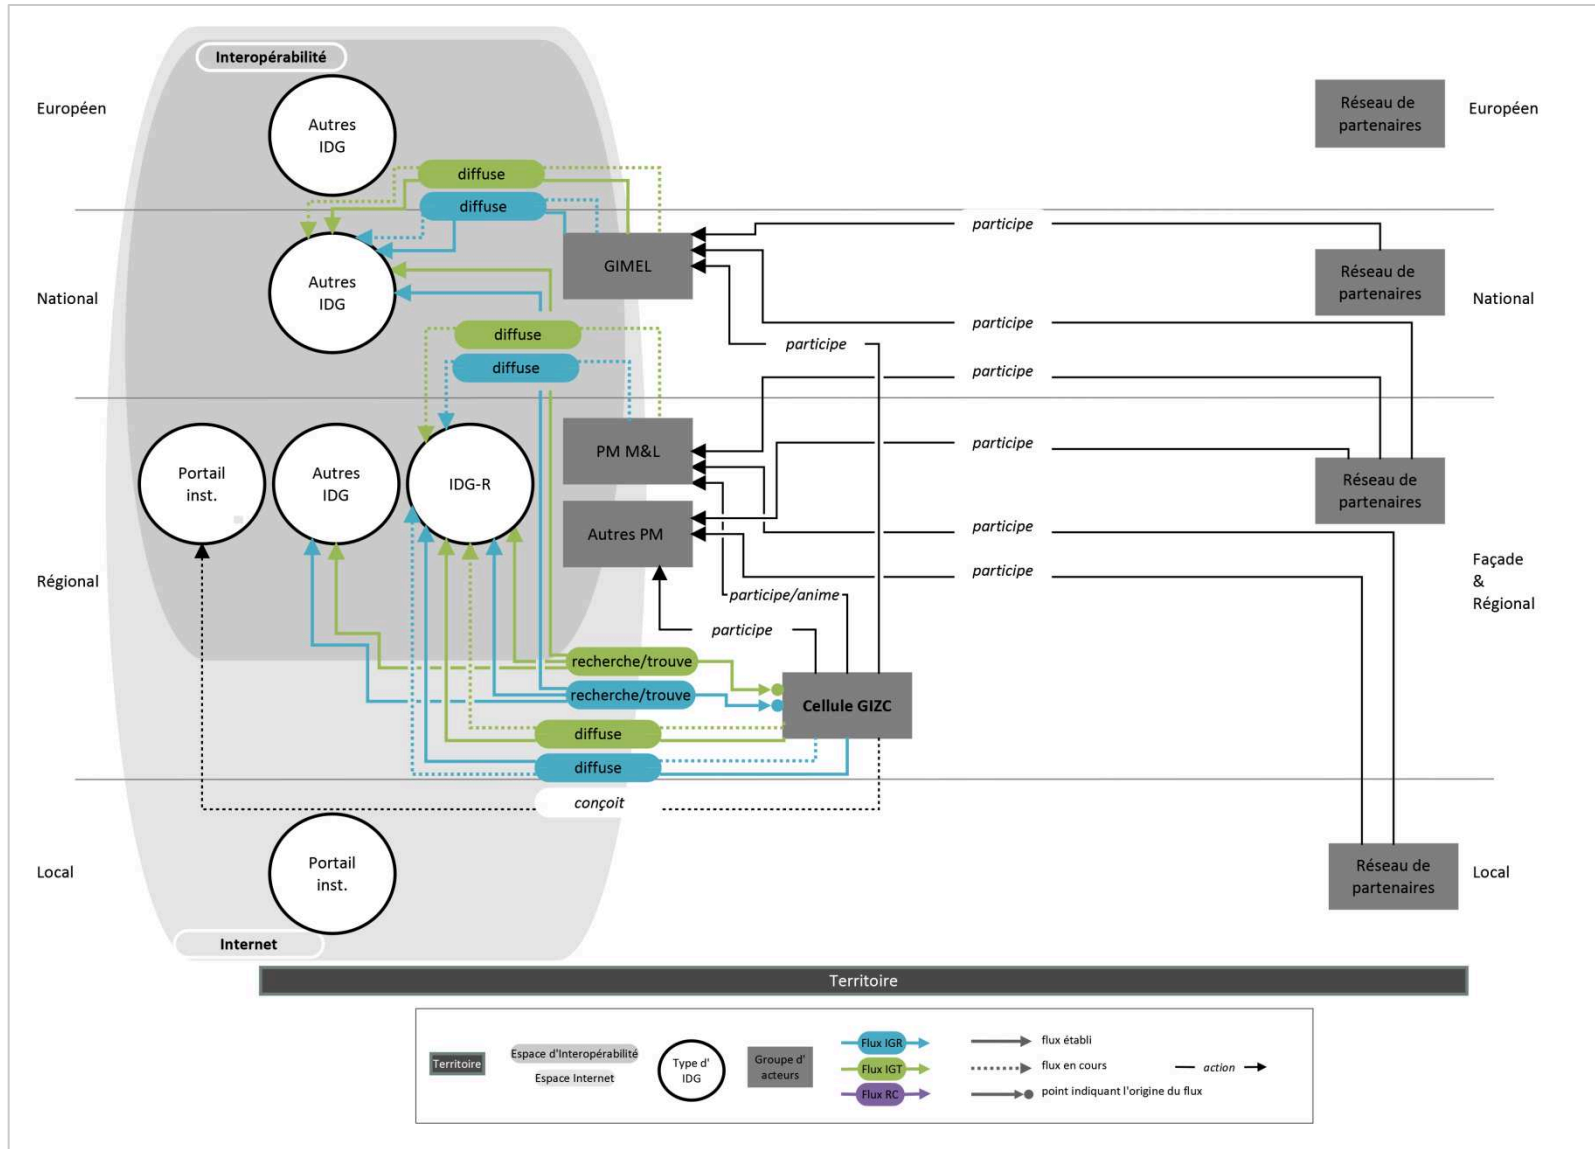 Interopérabilité
Européen
Autres
IDG
Réseau de
partenaires
Européen
diffuse
diffuse
participe
National
Autres
IDG
GIMEL
Réseau de
partenaires
National
diffuse
participe
participe
diffuse
participe
Portail
inst.
Autres
IDG
IDG-R
PM M&L
participe
Réseau de
partenaires
Autres PM
participe
Régional
participe
Façade
&
Régional
participe/anime
participe
recherche/trouve
recherche/trouve
Cellule GIZC
diffuse
diffuse
conçoit
Local
Portail
inst.
Réseau de
partenaires
Local
Internet
Territoire
Territoire
Espace d'Interopérabilité
Espace Internet
Type d'
IDG
Groupe d'
acteurs
Flux IGR
Flux IGT
Flux RC
flux établi
flux en cours
point indiquant l'origine du flux
action